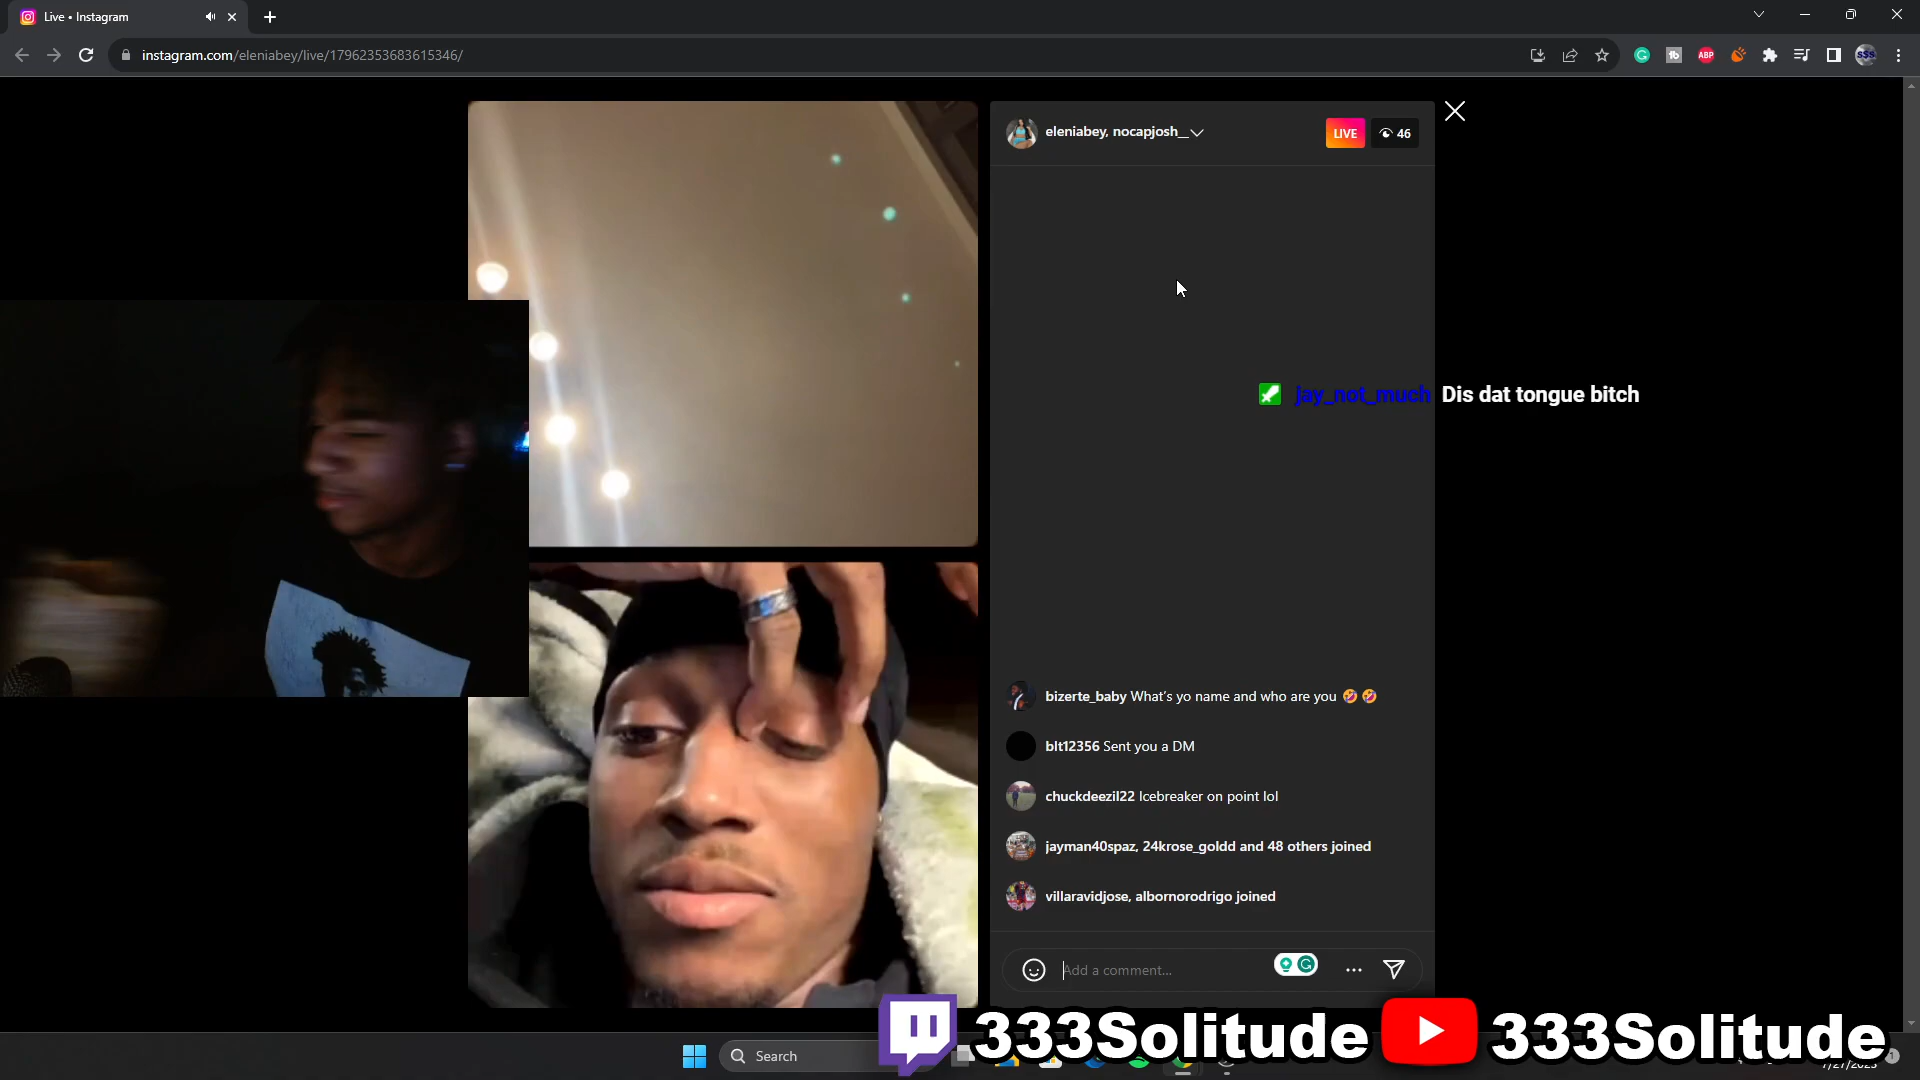 Live • Instagram
instagram.com/eleniabey/live/17962353683615346/
ABP
$$$
eleniabey, nocapjosh__
LIVE
46
jay_not_much Dis dat tongue bitch
bizerte_baby What's yo name and who are you 🤣🤣
blt12356 Sent you a DM
chuckdeezil22 Icebreaker on point lol
jayman40spaz, 24krose_goldd and 48 others joined
villaravidjose, albornorodrigo joined
Add a comment...
333Solitude
333Solitude
Search